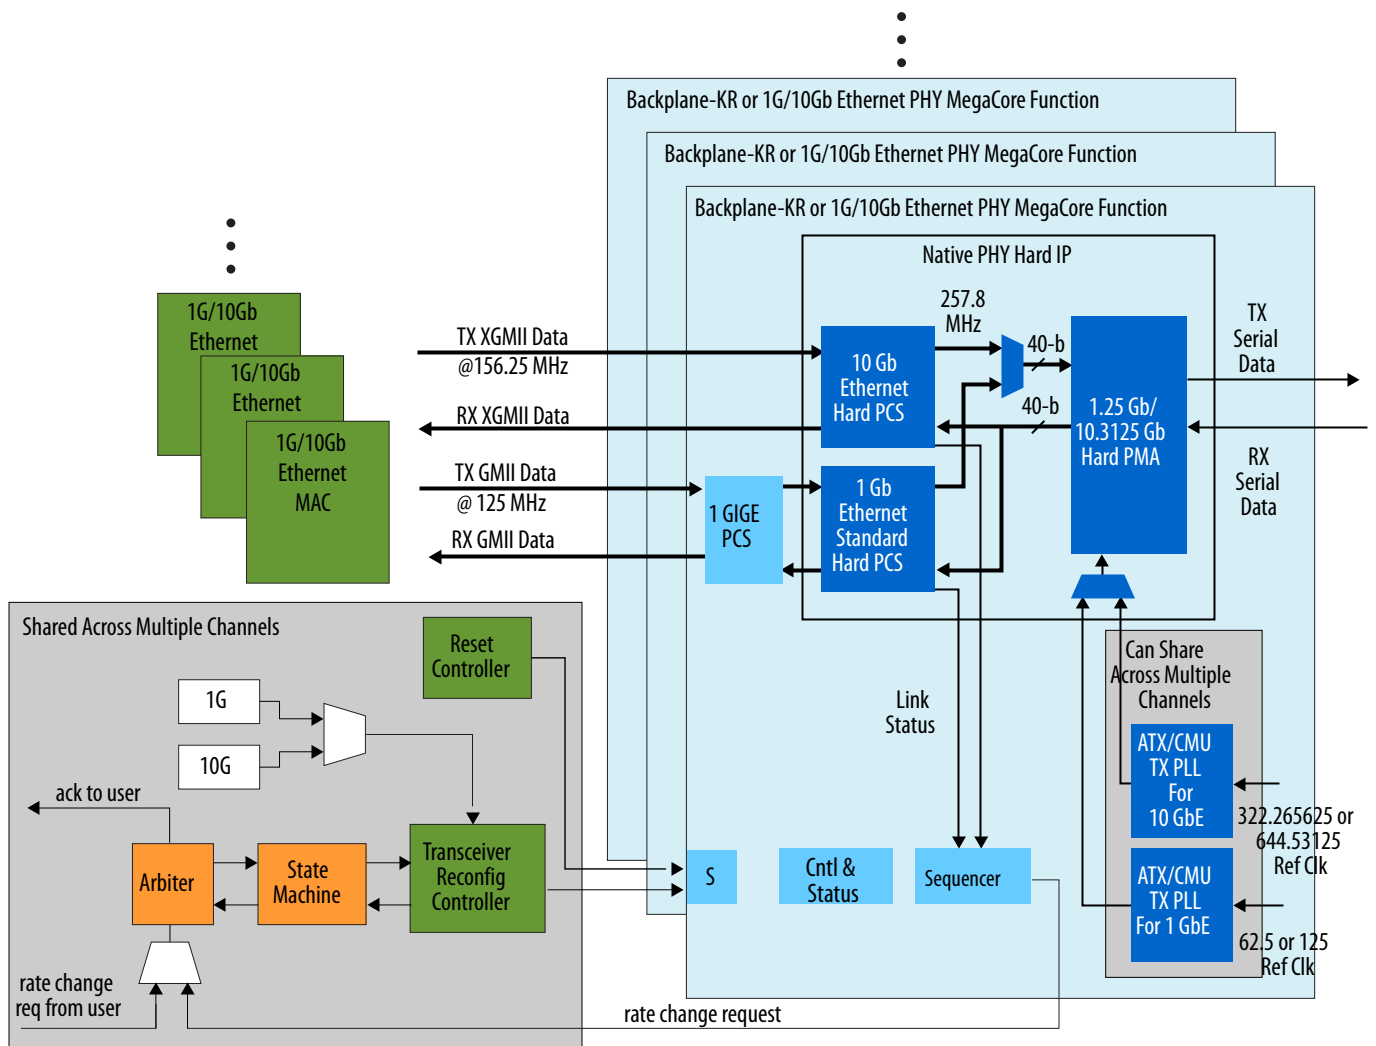 Backplane-KR or 1G/10Gb Ethernet PHY MegaCore Function
Backplane-KR or 1G/10Gb Ethernet PHY MegaCore Function
Backplane-KR or 1G/10Gb Ethernet PHY MegaCore Function
Native PHY Hard IP
257.8
MHz
40-b
40-b
TX
Serial
Data
RX
Serial
Data
1G/10Gb
Ethernet
1G/10Gb
Ethernet
1G/10Gb
Ethernet
MAC
TX XGMII Data
@156.25 MHz
RX XGMII Data
TX GMII Data
@ 125 MHz
RX GMII Data
10 Gb
Ethernet
Hard PCS
1 GIGE
PCS
1 Gb
Ethernet
Standard
Hard PCS
1.25 Gb/
10.3125 Gb
Hard PMA
Shared Across Multiple Channels
Reset
Controller
1G
10G
ack to user
Arbiter
State
Machine
Transceiver
Reconfig
Controller
rate change
req from user
rate change request
Link
Status
S
Cntl &
Status
Sequencer
Can Share
Across Multiple
Channels
ATX/CMU
TX PLL
For
10 GbE
322.265625 or
644.53125
Ref Clk
ATX/CMU
TX PLL
For 1 GbE
62.5 or 125
Ref Clk